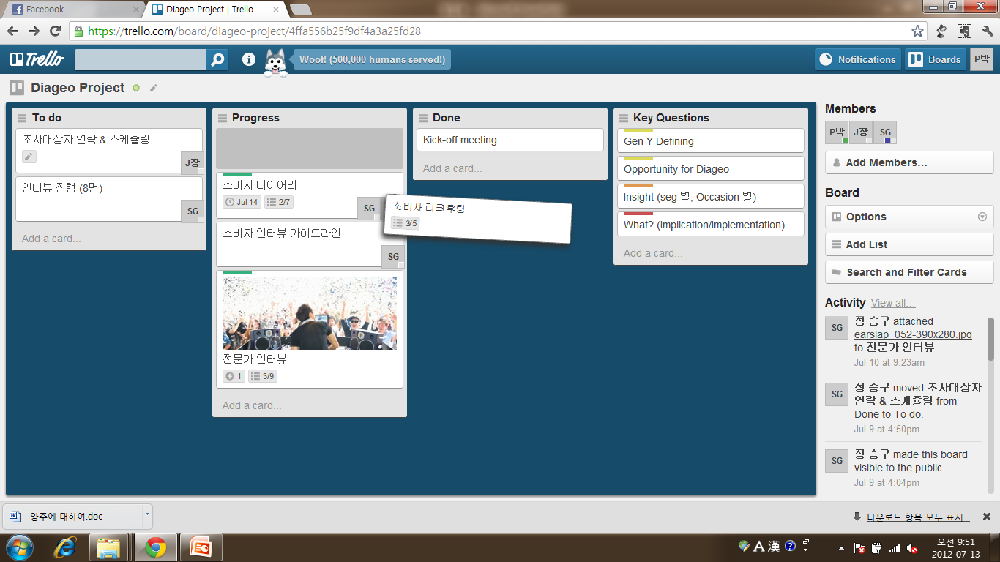 Facebook
Diageo Project | Trello
https://trello.com/board/diageo-project/4ffa556b25f9df4a3a25fd28
Trello
Woof! (500,000 humans served!)
Notifications
Boards
P박
Diageo Project
To do
조사대상자 연락 & 스케쥴링
J장
인터뷰 진행 (8명)
SG
Add a card...
Progress
소비자 다이어리
Jul 14
2/7
SG
소비자 인터뷰 가이드라인
SG
전문가 인터뷰
1
3/9
Add a card...
소비자 리크루팅
3/5
Done
Kick-off meeting
Add a card...
Key Questions
Gen Y Defining
Opportunity for Diageo
Insight (seg 별, Occasion 별)
What? (Implication/Implementation)
Add a card...
Members
P박
J장
SG
Add Members...
Board
Options
Add List
Search and Filter Cards
Activity
View all...
SG
정 승구 attached
earslap_052-390x280.jpg
to 전문가 인터뷰
Jul 10 at 9:23am
SG
정 승구 moved 조사대상자
연락 & 스케쥴링 from
Done to To do.
Jul 9 at 4:50pm
SG
정 승구 made this board
visible to the public.
Jul 9 at 4:04pm
양주에 대하여.doc
다운로드 항목 모두 표시...
A 漢
오전 9:51
2012-07-13